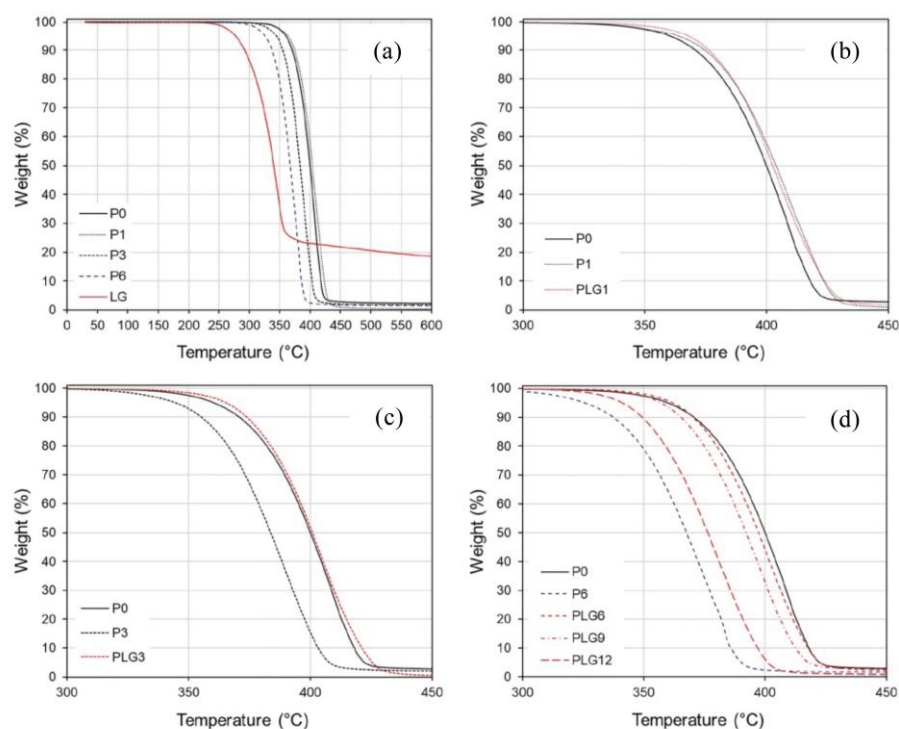 (a)
Weight (%)
100
90
80
70
60
50
40
30
20
10
0
P0
P1
P3
P6
LG
0 50 100 150 200 250 300 350 400 450 500 550 600
Temperature (°C)
(b)
Weight (%)
100
90
80
70
60
50
40
30
20
10
0
P0
P1
PLG1
300 350 400 450
Temperature (°C)
(c)
Weight (%)
100
90
80
70
60
50
40
30
20
10
0
P0
P3
PLG3
300 350 400 450
Temperature (°C)
(d)
Weight (%)
100
90
80
70
60
50
40
30
20
10
0
P0
P6
PLG6
PLG9
PLG12
300 350 400 450
Temperature (°C)